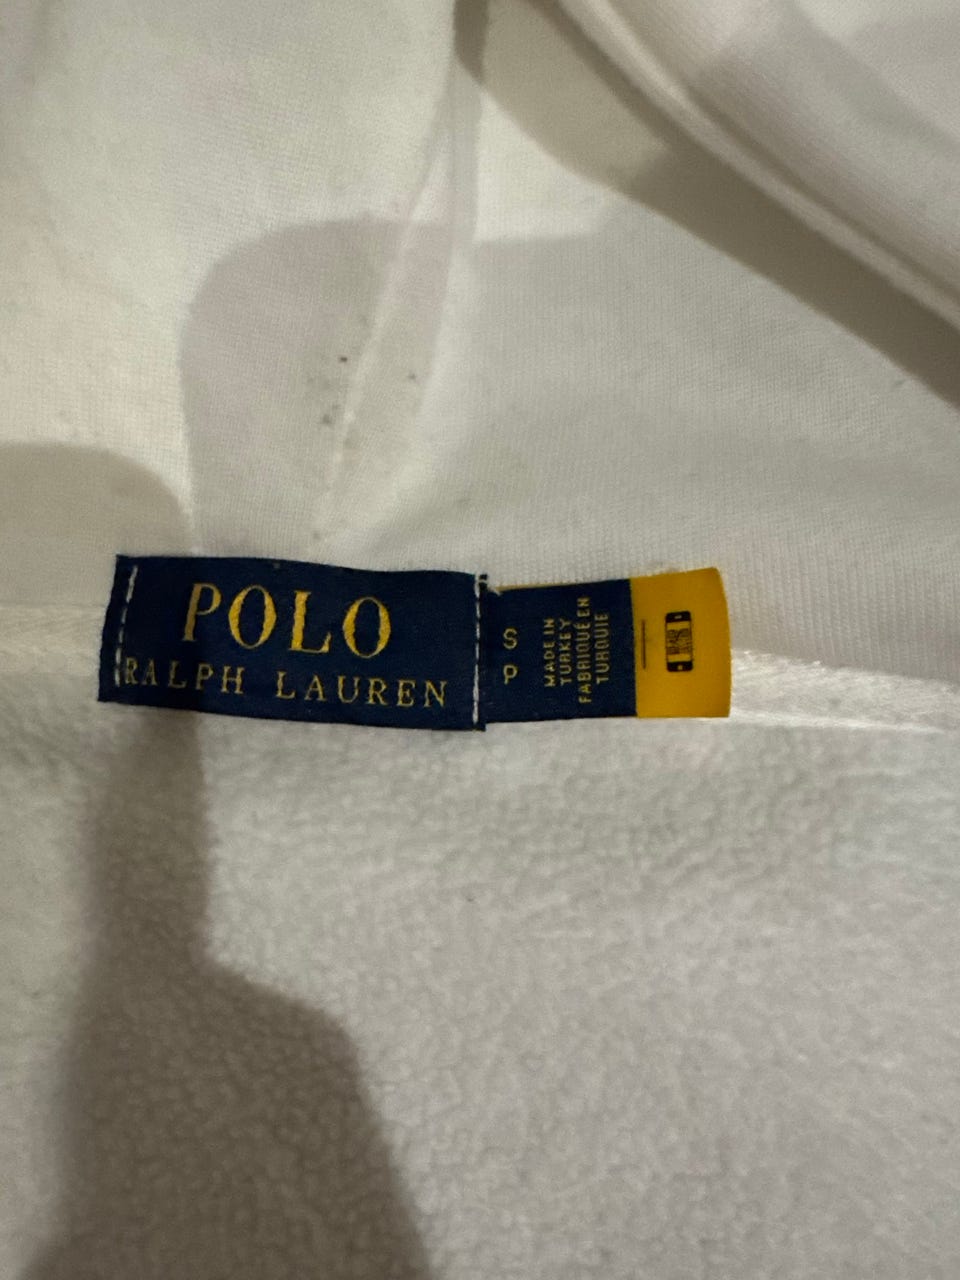 POLO
RALPH LAUREN
S
P
MADE IN
TURKEY
FABRIQUÉ EN
TURQUIE